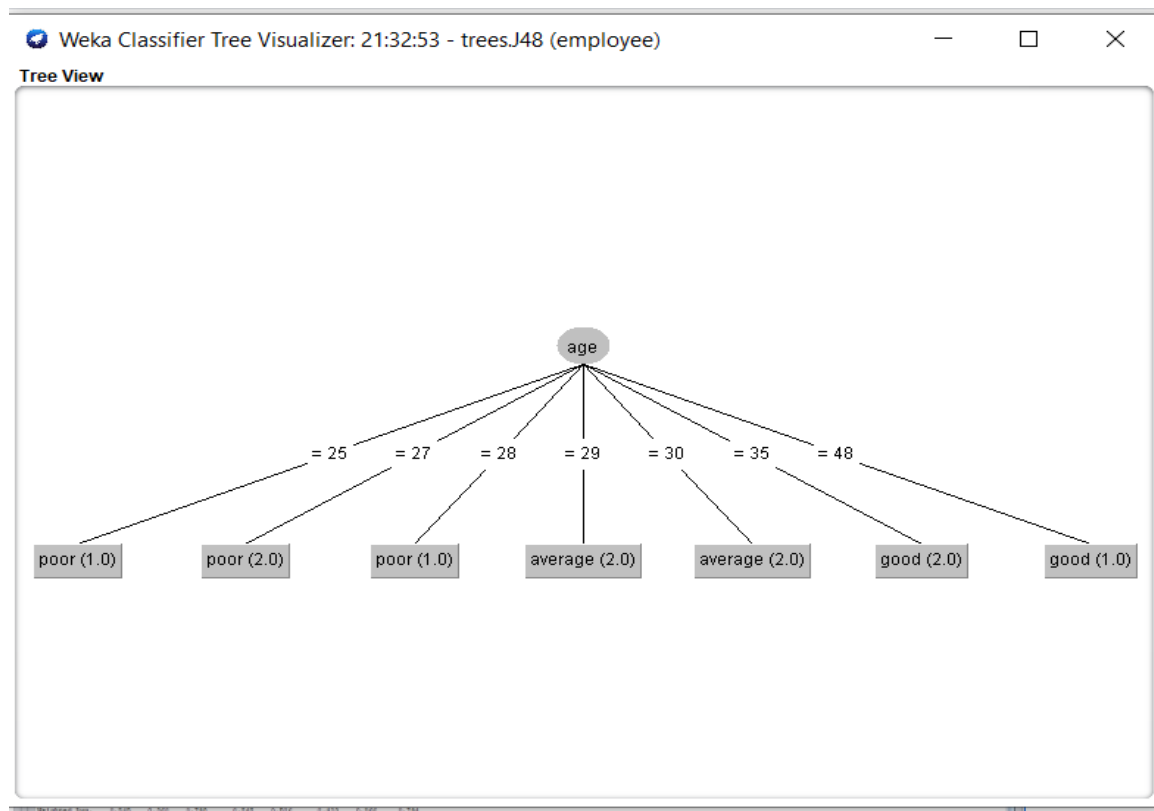 Weka Classifier Tree Visualizer: 21:32:53 - trees.J48 (employee)
Tree View
age
= 25 = 27 = 28 = 29 = 30 = 35 = 48
poor (1.0) poor (2.0) poor (1.0) average (2.0) average (2.0) good (2.0) good (1.0)